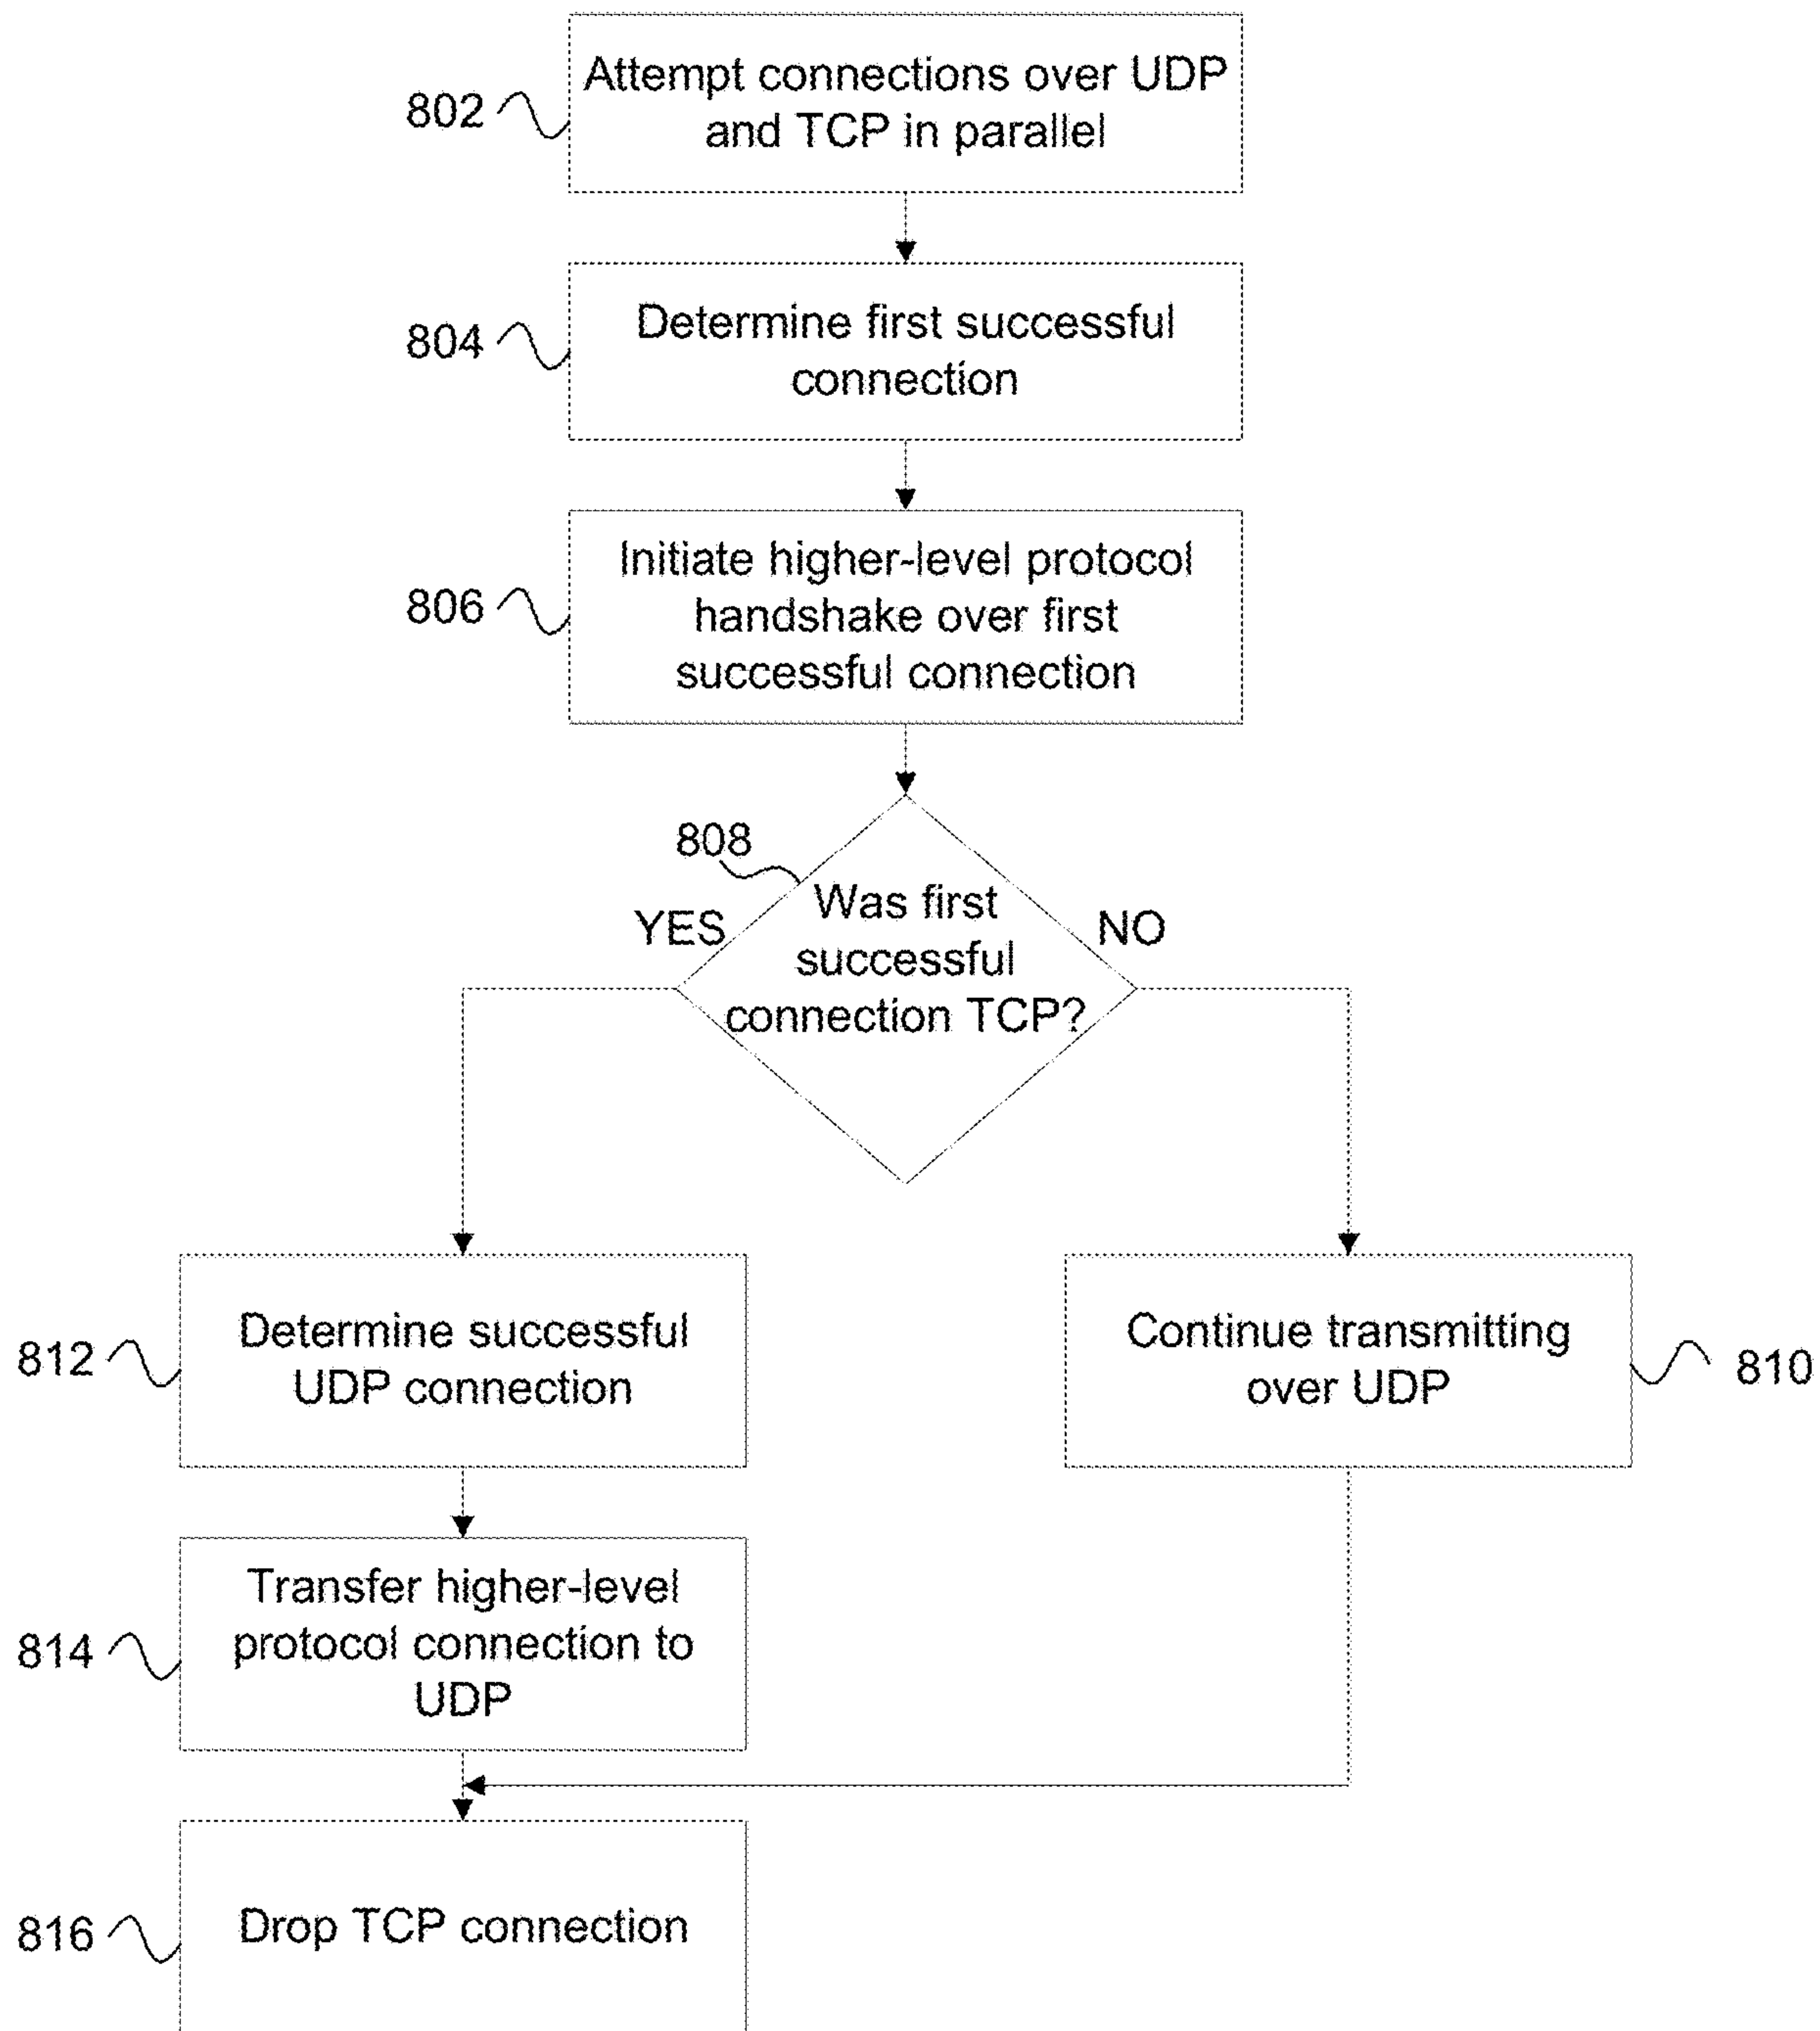 Attempt connections over UDP
and TCP in parallel
802
Determine first successful
connection
804
Initiate higher-level protocol
handshake over first
successful connection
806
808
Was first
successful
connection TCP?
YES
NO
Determine successful
UDP connection
812
Continue transmitting
over UDP
810
Transfer higher-level
protocol connection to
UDP
814
Drop TCP connection
816